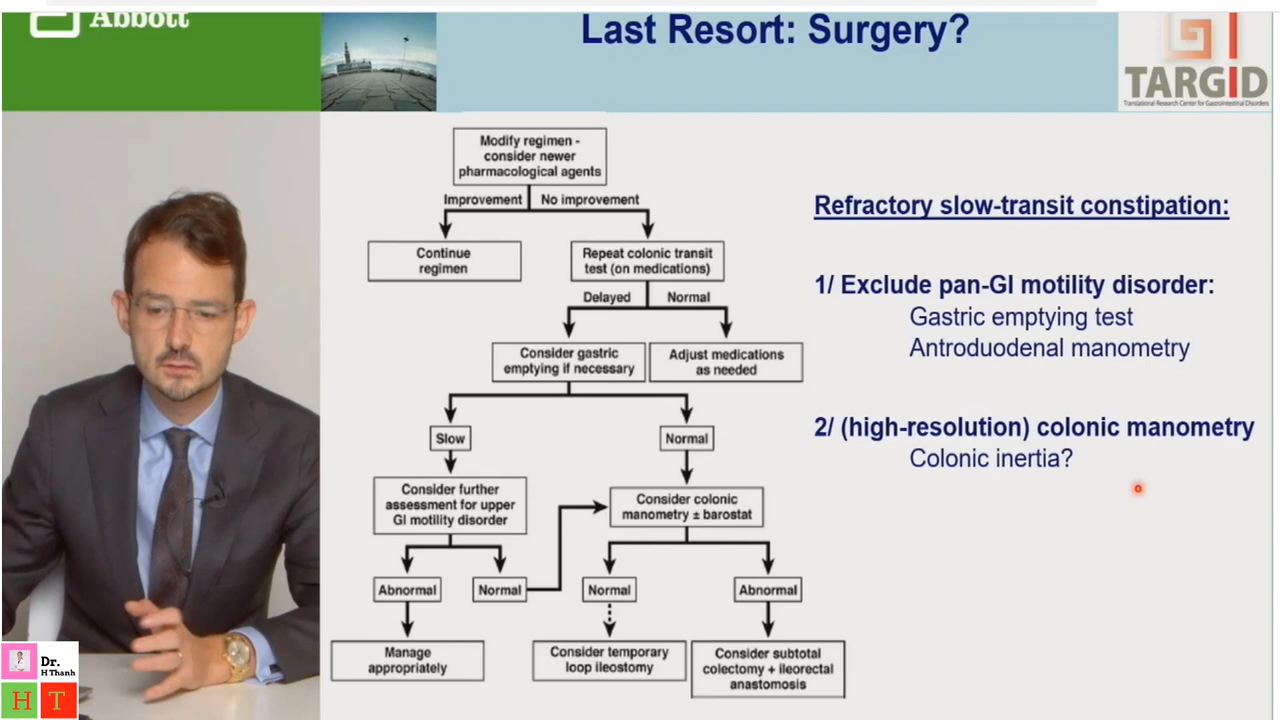 Abbott
Last Resort: Surgery?
TARGID
Translational Research Center for Gastrointestinal Disorders
Modify regimen -
consider newer
pharmacological agents
Improvement
No improvement
Continue
regimen
Repeat colonic transit
test (on medications)
Delayed
Normal
Consider gastric
emptying if necessary
Adjust medications
as needed
Slow
Normal
Consider further
assessment for upper
GI motility disorder
Consider colonic
manometry ± barostat
Abnormal
Normal
Normal
Abnormal
Manage
appropriately
Consider temporary
loop ileostomy
Consider subtotal
colectomy + ileorectal
anastomosis
Refractory slow-transit constipation:
1/ Exclude pan-GI motility disorder:
Gastric emptying test
Antroduodenal manometry
2/ (high-resolution) colonic manometry
Colonic inertia?
Dr.
H Thanh
H T